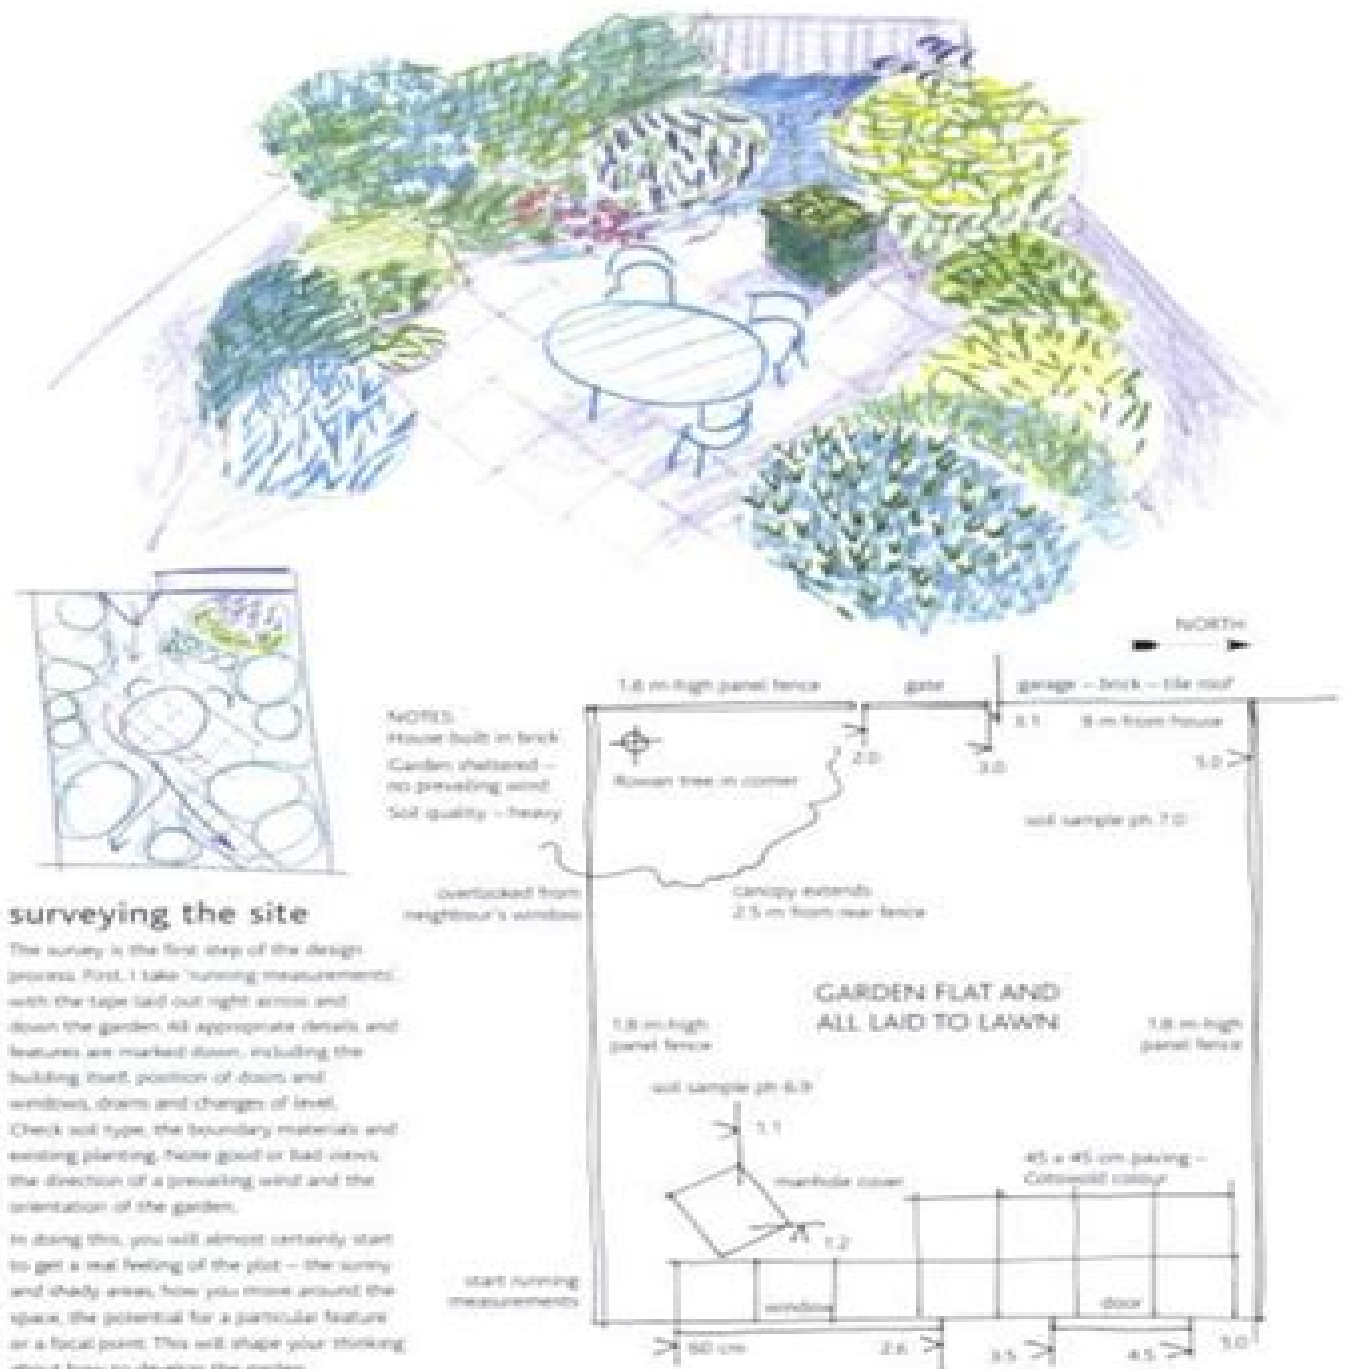 NORTH
1.8 m-high panel fence
gate
garage – brick – tile roof
NOTES:
House built in brick
Garden sheltered –
no prevailing wind
Soil quality – heavy
3.1
8 m from house
2.0
3.0
5.0
Rowan tree in corner
soil sample ph 7.0
overlooked from
neighbour's window
canopy extends
2.5 m from rear fence
surveying the site
The survey is the first step of the design
process. First, I take 'running measurements',
with the tape laid out right across and
down the garden. All appropriate details and
features are marked down, including the
building itself, position of doors and
windows, drains and changes of level.
Check soil type, the boundary materials and
existing planting. Note good or bad views,
the direction of a prevailing wind and the
orientation of the garden.
In doing this, you will almost certainly start
to get a real feeling of the plot – the sunny
and shady areas, how you move around the
space, the potential for a particular feature
or a focal point. This will shape your thinking
about how to develop the garden.
GARDEN FLAT AND
ALL LAID TO LAWN
1.8 m-high
panel fence
1.8 m-high
panel fence
soil sample ph 6.9
1.1
manhole cover
45 x 45 cm paving –
Cotswold colour
1.2
start running
measurements
window
door
60 cm
2.6
3.5
4.5
5.0